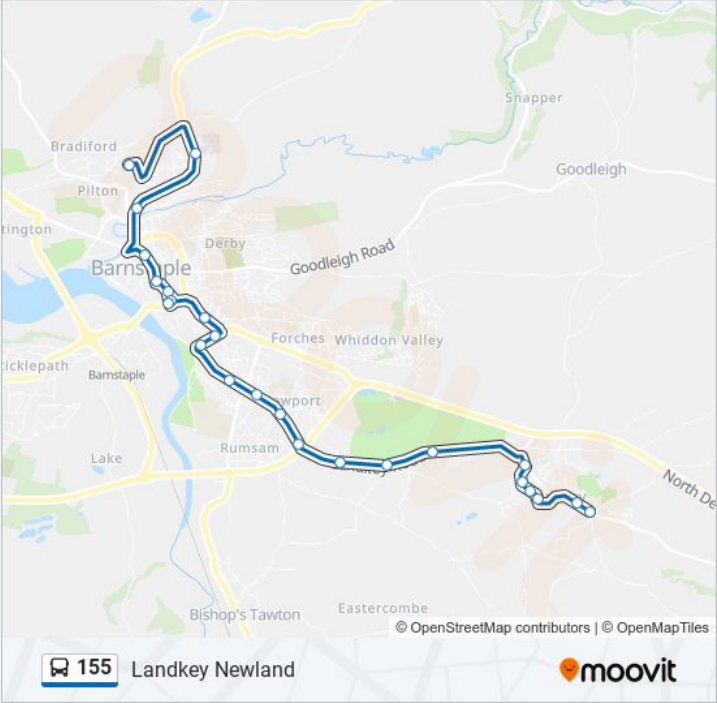 Snapper
Bradiford
Goodleigh
Pilton
tington
Derby
Goodleigh Road
Barnstaple
Forches
Whiddon Valley
cicklepath
Barnstaple
wport
Rumsam
Lake
North De
Bishop's Tawton
Eastercombe
© OpenStreetMap contributors | © OpenMapTiles
155 Landkey Newland
moovit